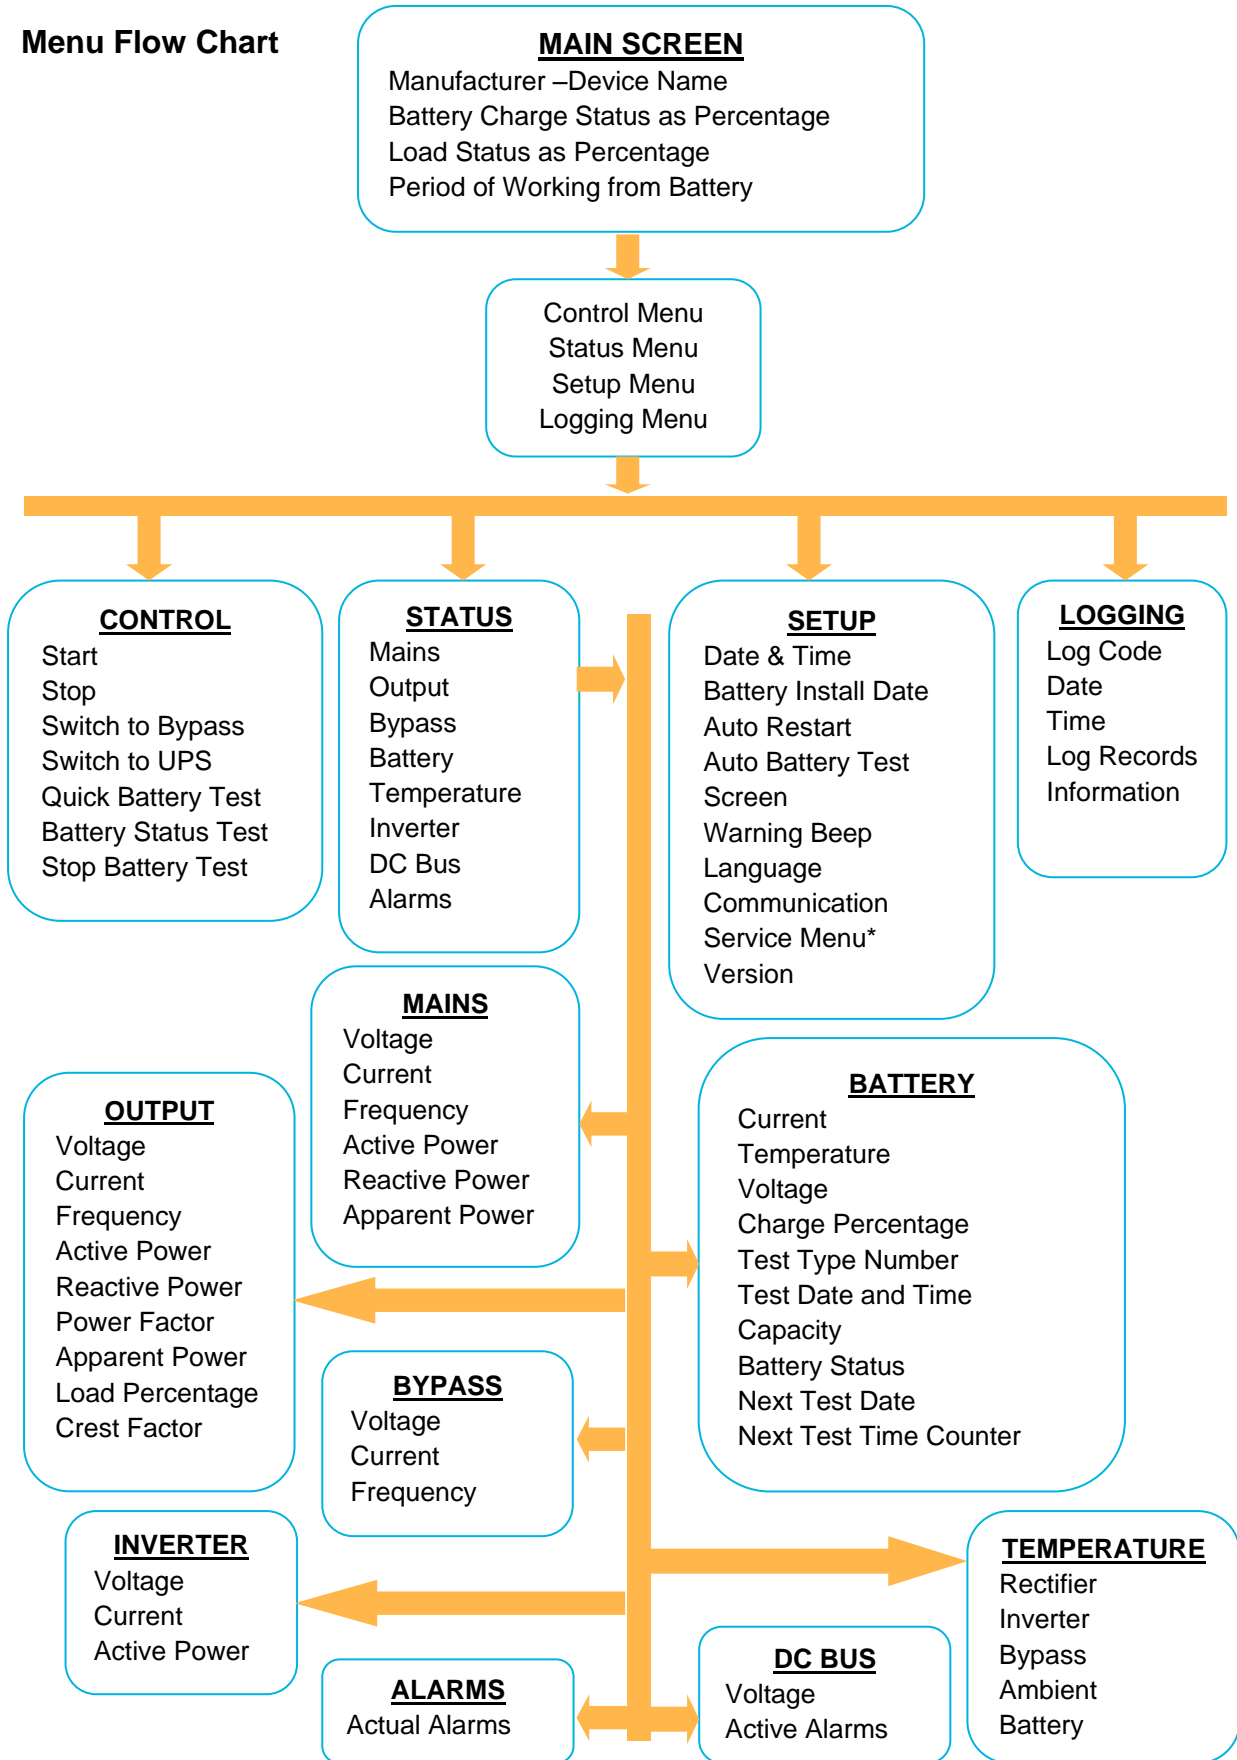 Menu Flow Chart
MAIN SCREEN
Manufacturer –Device Name
Battery Charge Status as Percentage
Load Status as Percentage
Period of Working from Battery
Control Menu
Status Menu
Setup Menu
Logging Menu
CONTROL
Start
Stop
Switch to Bypass
Switch to UPS
Quick Battery Test
Battery Status Test
Stop Battery Test
STATUS
Mains
Output
Bypass
Battery
Temperature
Inverter
DC Bus
Alarms
SETUP
Date & Time
Battery Install Date
Auto Restart
Auto Battery Test
Screen
Warning Beep
Language
Communication
Service Menu*
Version
LOGGING
Log Code
Date
Time
Log Records
Information
MAINS
Voltage
Current
Frequency
Active Power
Reactive Power
Apparent Power
OUTPUT
Voltage
Current
Frequency
Active Power
Reactive Power
Power Factor
Apparent Power
Load Percentage
Crest Factor
BATTERY
Current
Temperature
Voltage
Charge Percentage
Test Type Number
Test Date and Time
Capacity
Battery Status
Next Test Date
Next Test Time Counter
BYPASS
Voltage
Current
Frequency
INVERTER
Voltage
Current
Active Power
TEMPERATURE
Rectifier
Inverter
Bypass
Ambient
Battery
ALARMS
Actual Alarms
DC BUS
Voltage
Active Alarms